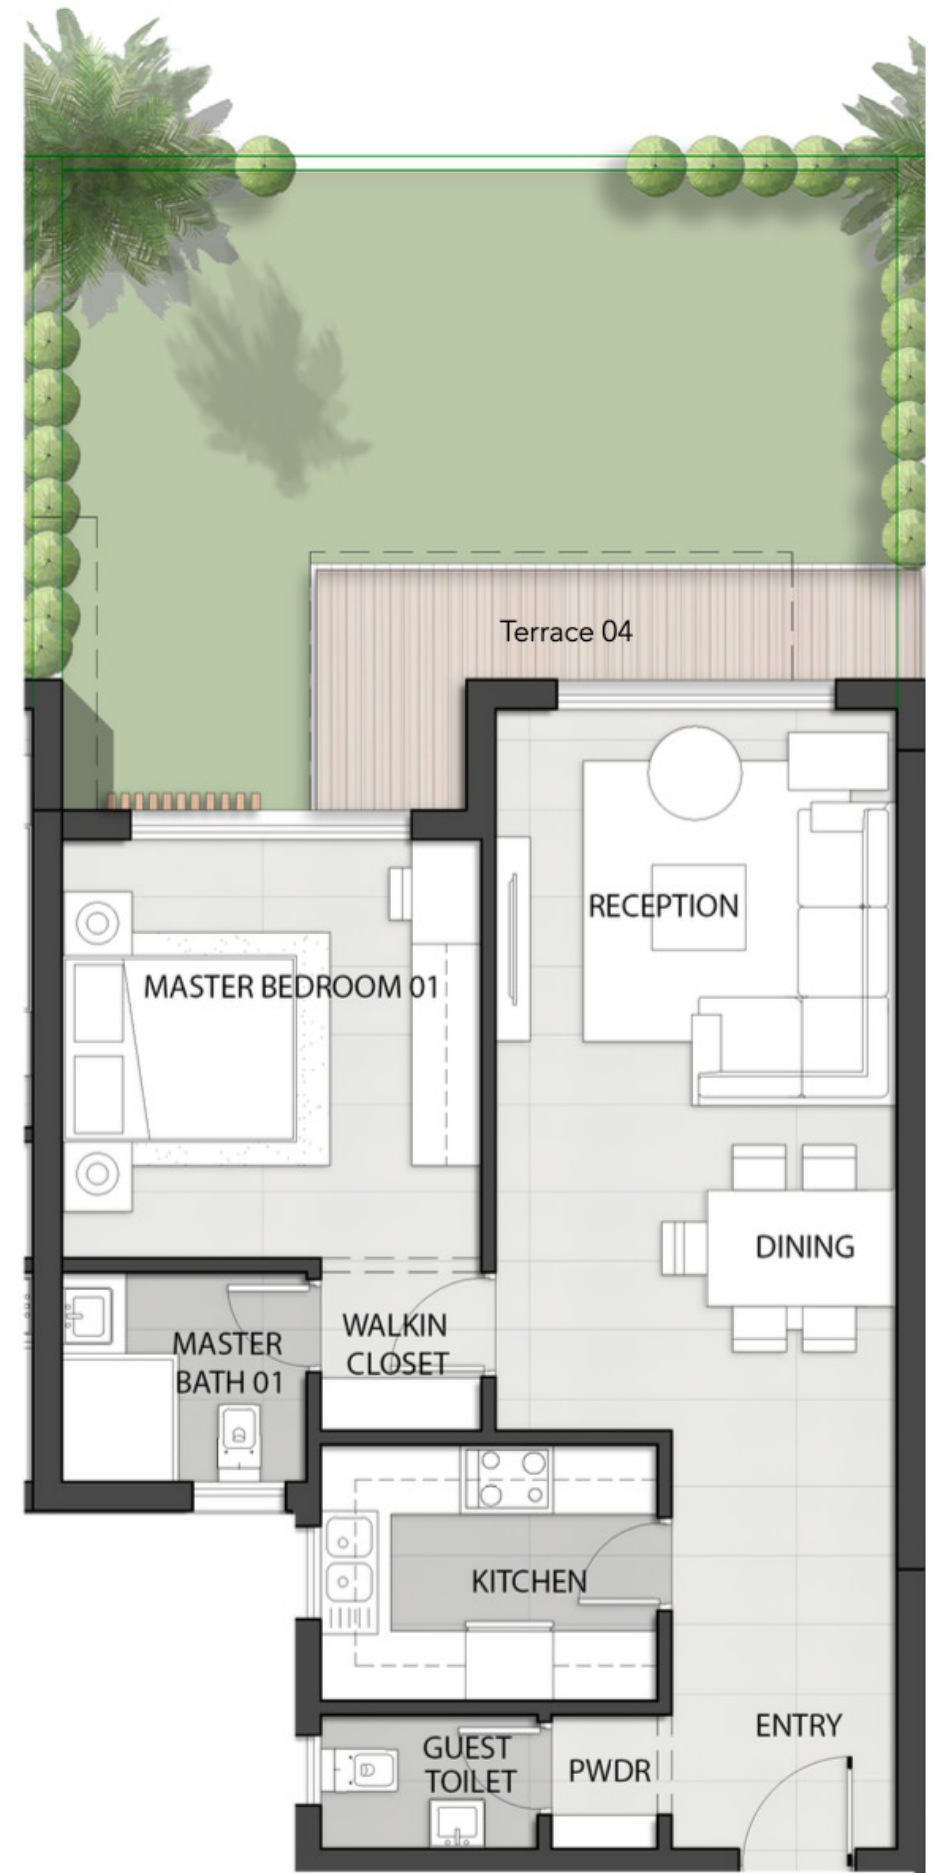 Terrace 04
RECEPTION
MASTER BEDROOM 01
DINING
WALKIN
CLOSET
MASTER
BATH 01
KITCHEN
ENTRY
GUEST
TOILET
PWDR